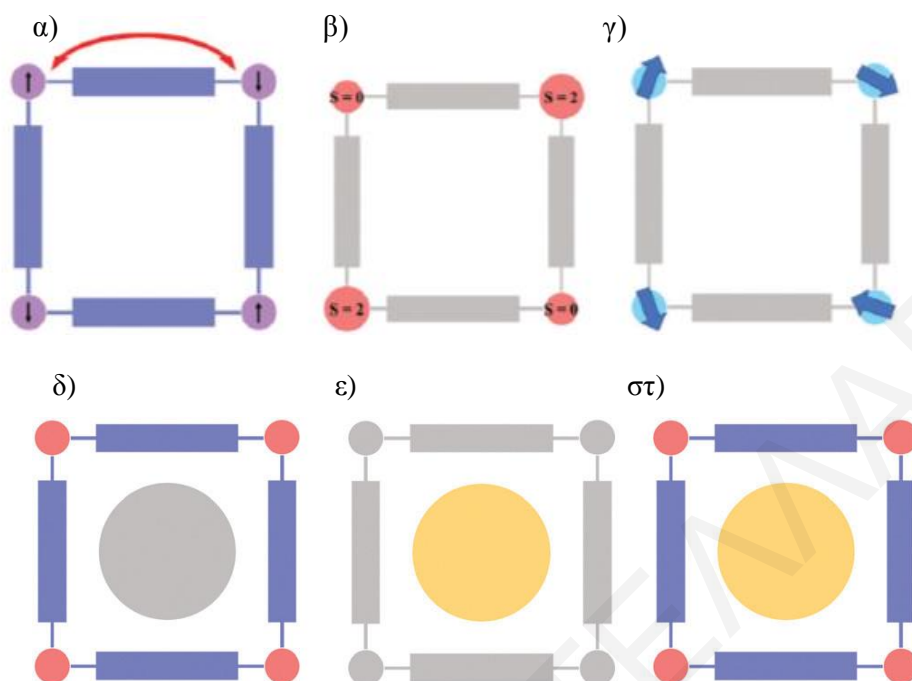 α)
β)
γ)
↑
↓
S = 0
S = 2
↓
↑
S = 2
S = 0
δ)
ε)
στ)